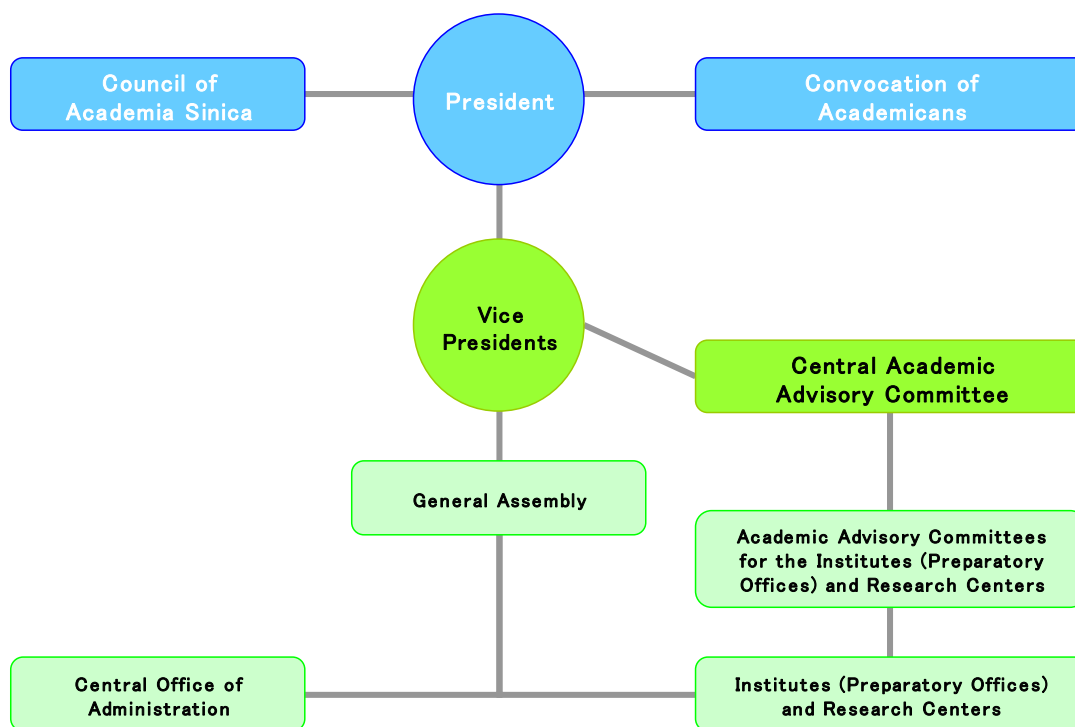 Council of
Academia Sinica
President
Convocation of
Academicans
Vice
Presidents
Central Academic
Advisory Committee
General Assembly
Academic Advisory Committees
for the Institutes (Preparatory
Offices) and Research Centers
Central Office of
Administration
Institutes (Preparatory Offices)
and Research Centers